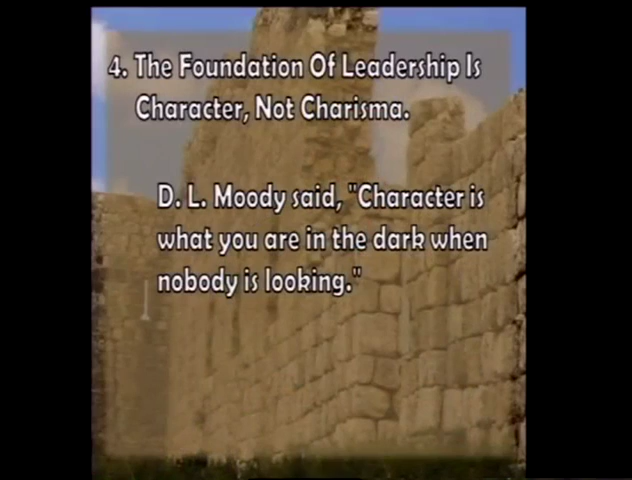 4. The Foundation Of Leadership Is
Character, Not Charisma.
D. L. Moody said, "Character is
what you are in the dark when
nobody is looking."